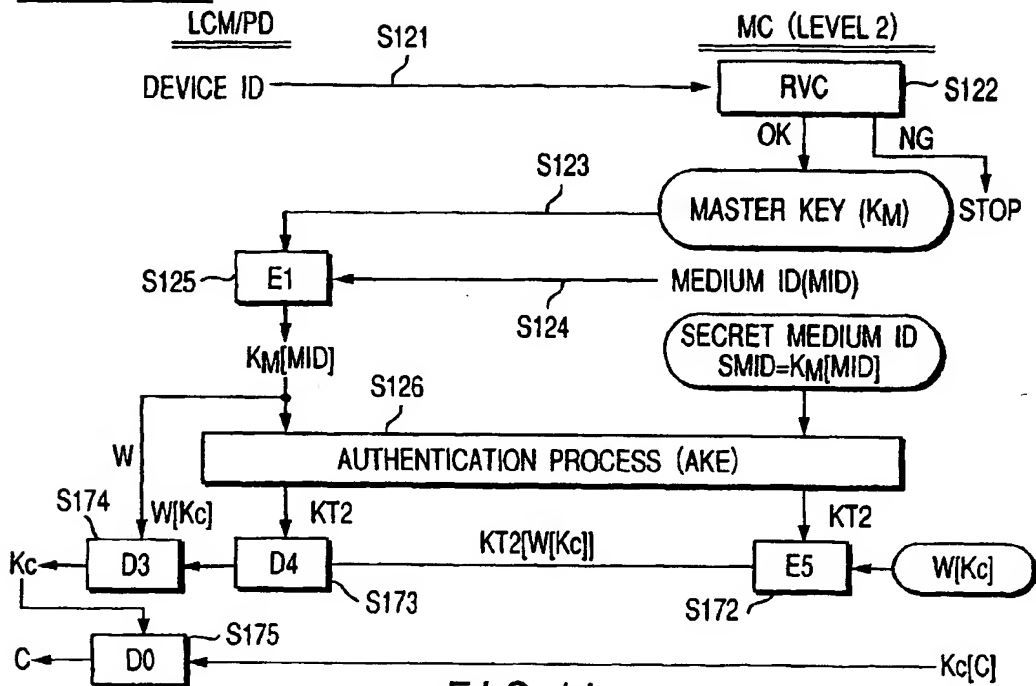 LCM/PD
MC (LEVEL 2)
S121
DEVICE ID
RVC
S122
OK
NG
S123
MASTER KEY (KM)
STOP
S125
E1
MEDIUM ID(MID)
S124
KM[MID]
SECRET MEDIUM ID
SMID=KM[MID]
S126
W
AUTHENTICATION PROCESS (AKE)
S174
W[Kc]
KT2
KT2[W[Kc]]
KT2
Kc
D3
D4
E5
W[Kc]
S173
S172
S175
C
D0
Kc[C]